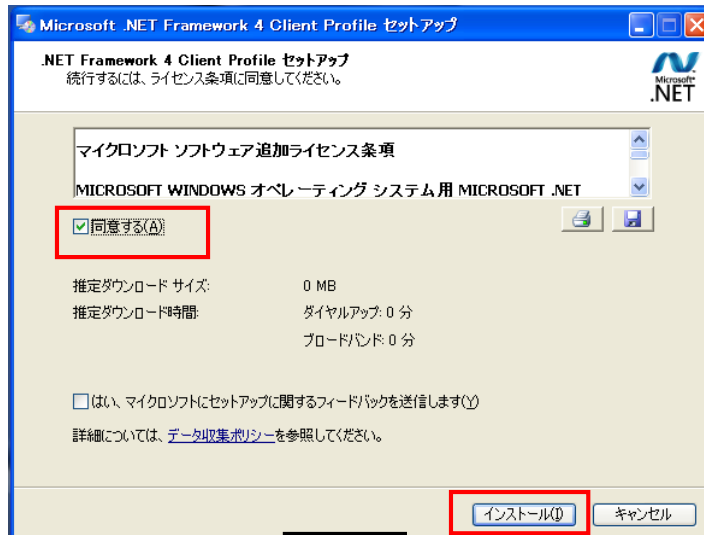 Microsoft .NET Framework 4 Client Profile セットアップ
.NET Framework 4 Client Profile セットアップ
続行するには、ライセンス条項に同意してください。
Microsoft
.NET
マイクロソフト ソフトウェア追加ライセンス条項
MICROSOFT WINDOWS オペレーティング システム用 MICROSOFT .NET
同意する(A)
推定ダウンロード サイズ: 0 MB
推定ダウンロード時間: ダイヤルアップ: 0 分
ブロードバンド: 0 分
はい、マイクロソフトにセットアップに関するフィードバックを送信します(Y)
詳細については、データ収集ポリシーを参照してください。
インストール(I) キャンセル